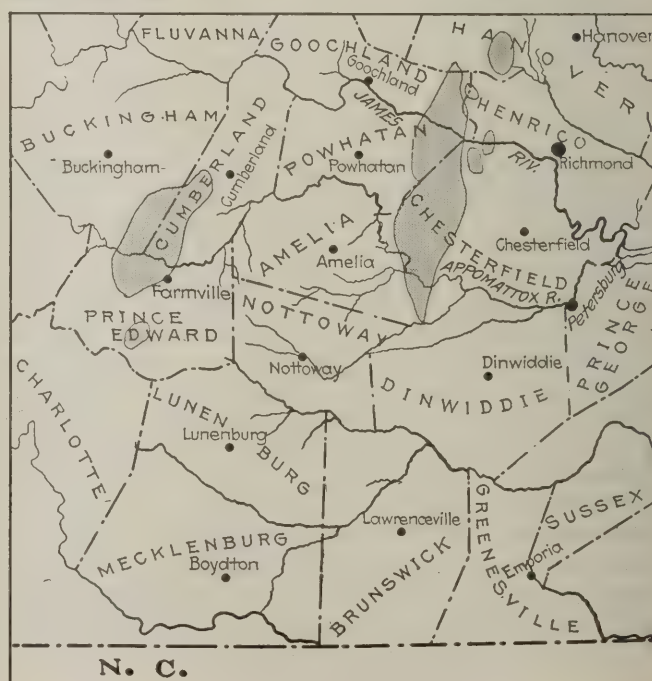 FLUVANNA
GOOCHLAND
HANOVER
Hanover
Goochland
BUCKINGHAM
CUMBERLAND
JAMES
HENRICO
Buckingham
Cumberland
POWHATAN
Powhatan
RIV.
Richmond
AMELIA
Amelia
CHESTERFIELD
Chesterfield
APPOMATTOX R.
Farmville
PRINCE
EDWARD
NOTTOWAY
Nottoway
Petersburg
PRINCE
GEORGE
Dinwiddie
DINWIDDIE
CHARLOTTE
LUNENBURG
Lunenburg
MECKLENBURG
Boydton
Lawrenceville
BRUNSWICK
GREENESVILLE
SUSSEX
Emporia
N. C.